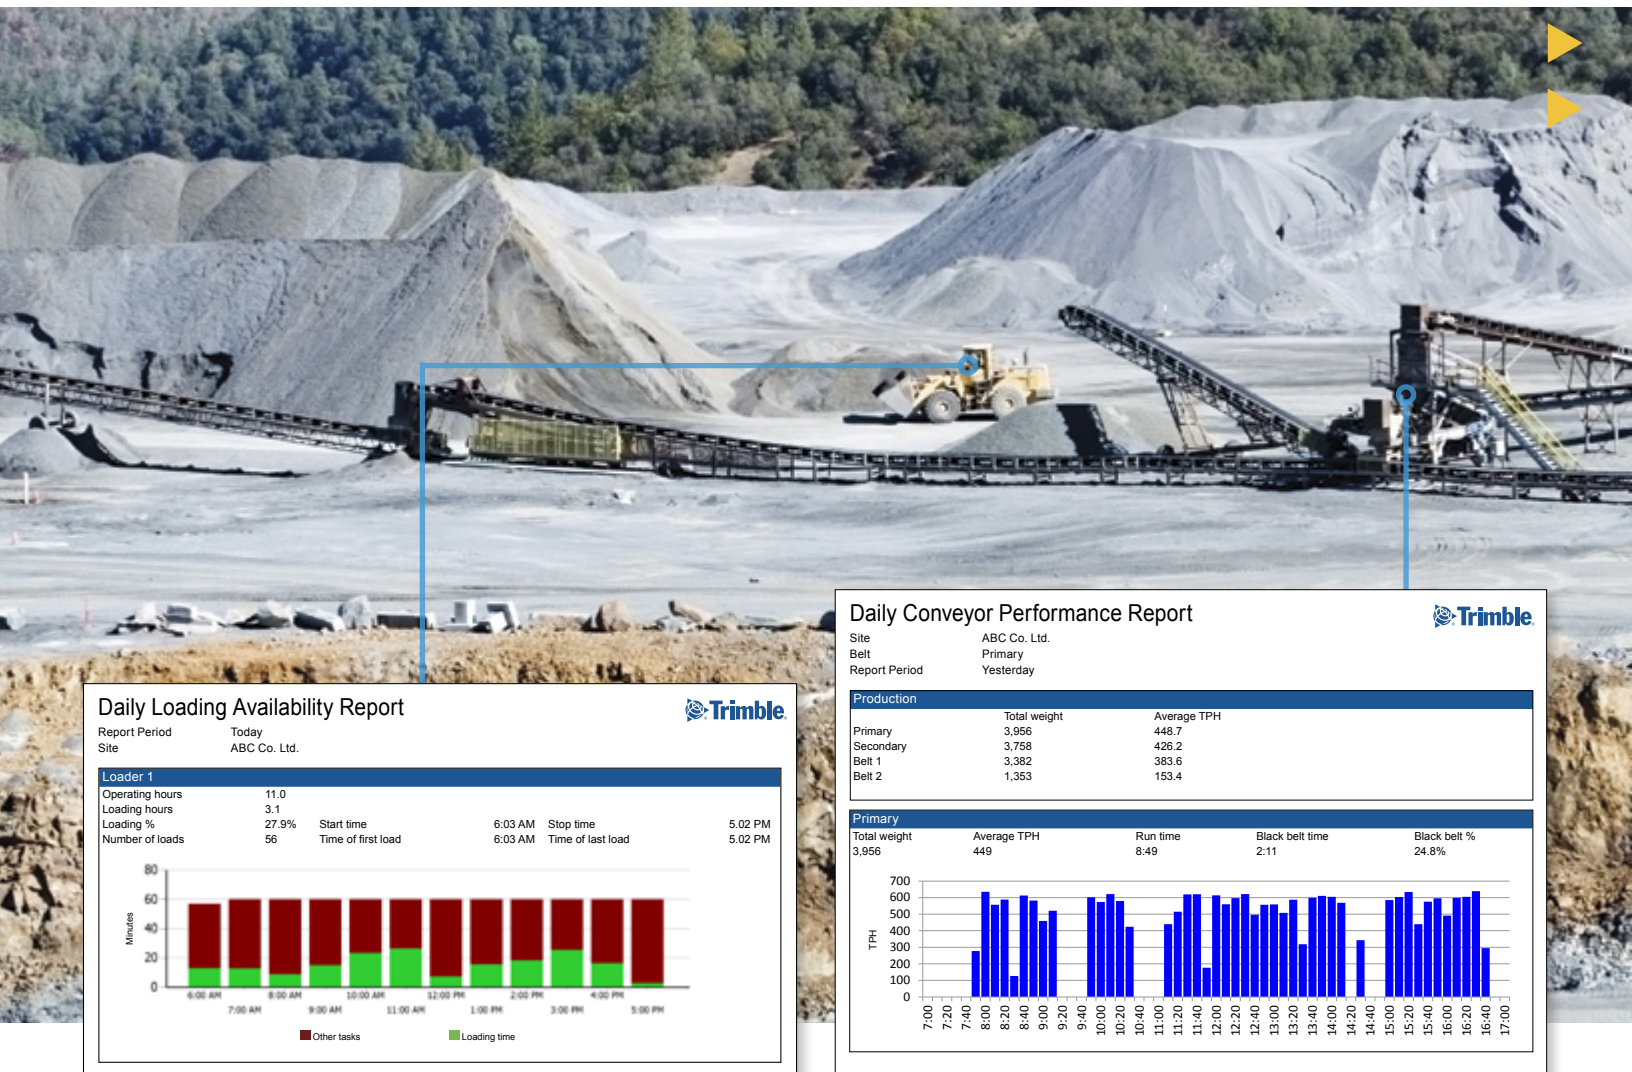 Daily Loading Availability Report
Trimble
Report Period Today
Site ABC Co. Ltd.
Loader 1
Operating hours 11.0
Loading hours 3.1
Loading % 27.9% Start time 6:03 AM Stop time 5.02 PM
Number of loads 56 Time of first load 6:03 AM Time of last load 5.02 PM
80
60
40
20
0
Minutes
6:00 AM 8:00 AM 10:00 AM 12:00 PM 2:00 PM 4:00 PM
7:00 AM 9:00 AM 11:00 AM 1:00 PM 3:00 PM 5:00 PM
Other tasks Loading time
Daily Conveyor Performance Report
Trimble
Site ABC Co. Ltd.
Belt Primary
Report Period Yesterday
Production
Total weight Average TPH
Primary 3,956 448.7
Secondary 3,758 426.2
Belt 1 3,382 383.6
Belt 2 1,353 153.4
Primary
Total weight Average TPH Run time Black belt time Black belt %
3,956 449 8:49 2:11 24.8%
700
600
500
400
300
200
100
0
TPH
7:00 7:20 7:40 8:00 8:20 8:40 9:00 9:20 9:40 10:00 10:20 10:40 11:00 11:20 11:40 12:00 12:20 12:40 13:00 13:20 13:40 14:00 14:20 14:40 15:00 15:20 15:40 16:00 16:20 16:40 17:00